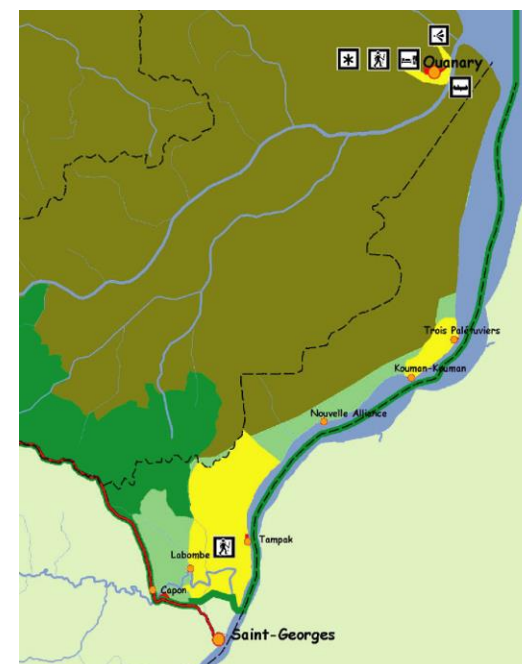 Ouanary
Trois Palétuviers
Kouman-Kouman
Nouvelle Alliance
Tampak
Labombe
Capon
Saint-Georges